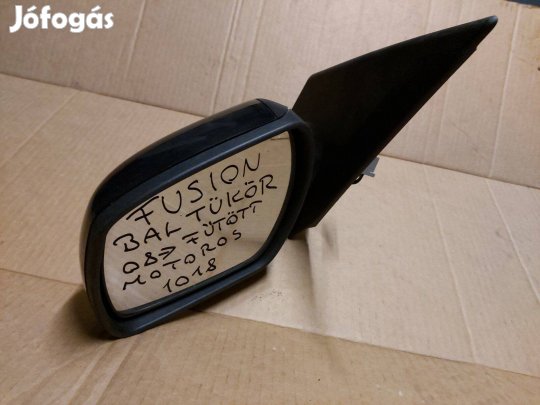 Jófogás
FUSION
BAL TÜKÖR
08-> FŰTÖTT
MOTOROS
1018